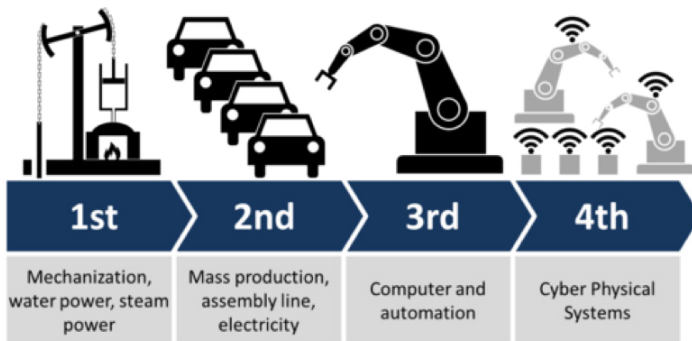 1st
2nd
3rd
4th
Mechanization,
water power, steam
power
Mass production,
assembly line,
electricity
Computer and
automation
Cyber Physical
Systems